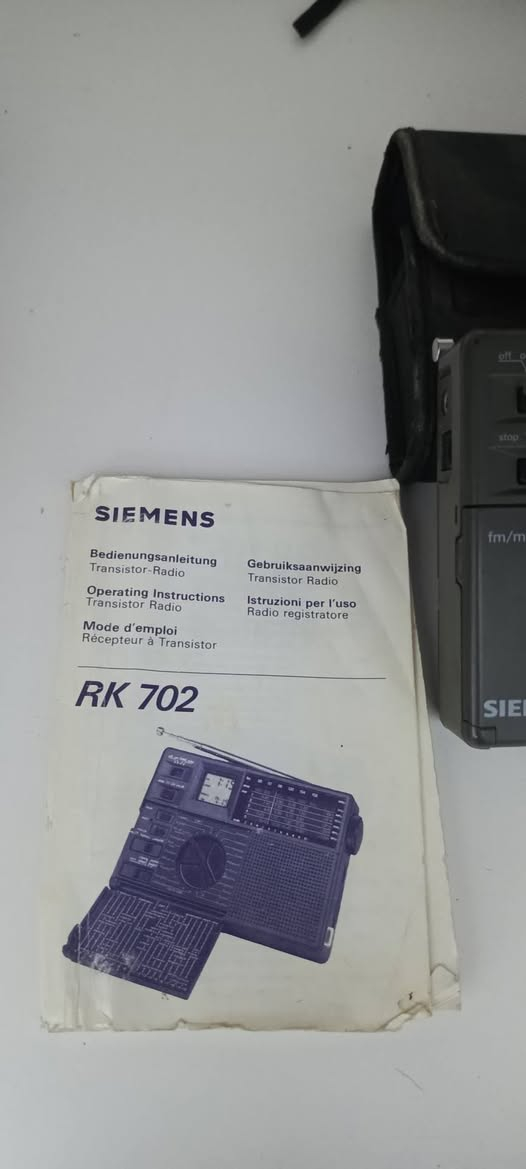 SIEMENS
Bedienungsanleitung
Transistor-Radio
Operating Instructions
Transistor Radio
Mode d'emploi
Récepteur à Transistor
Gebruiksaanwijzing
Transistor Radio
Istruzioni per l'uso
Radio registratore
RK 702
off
stop
fm/m
SIE